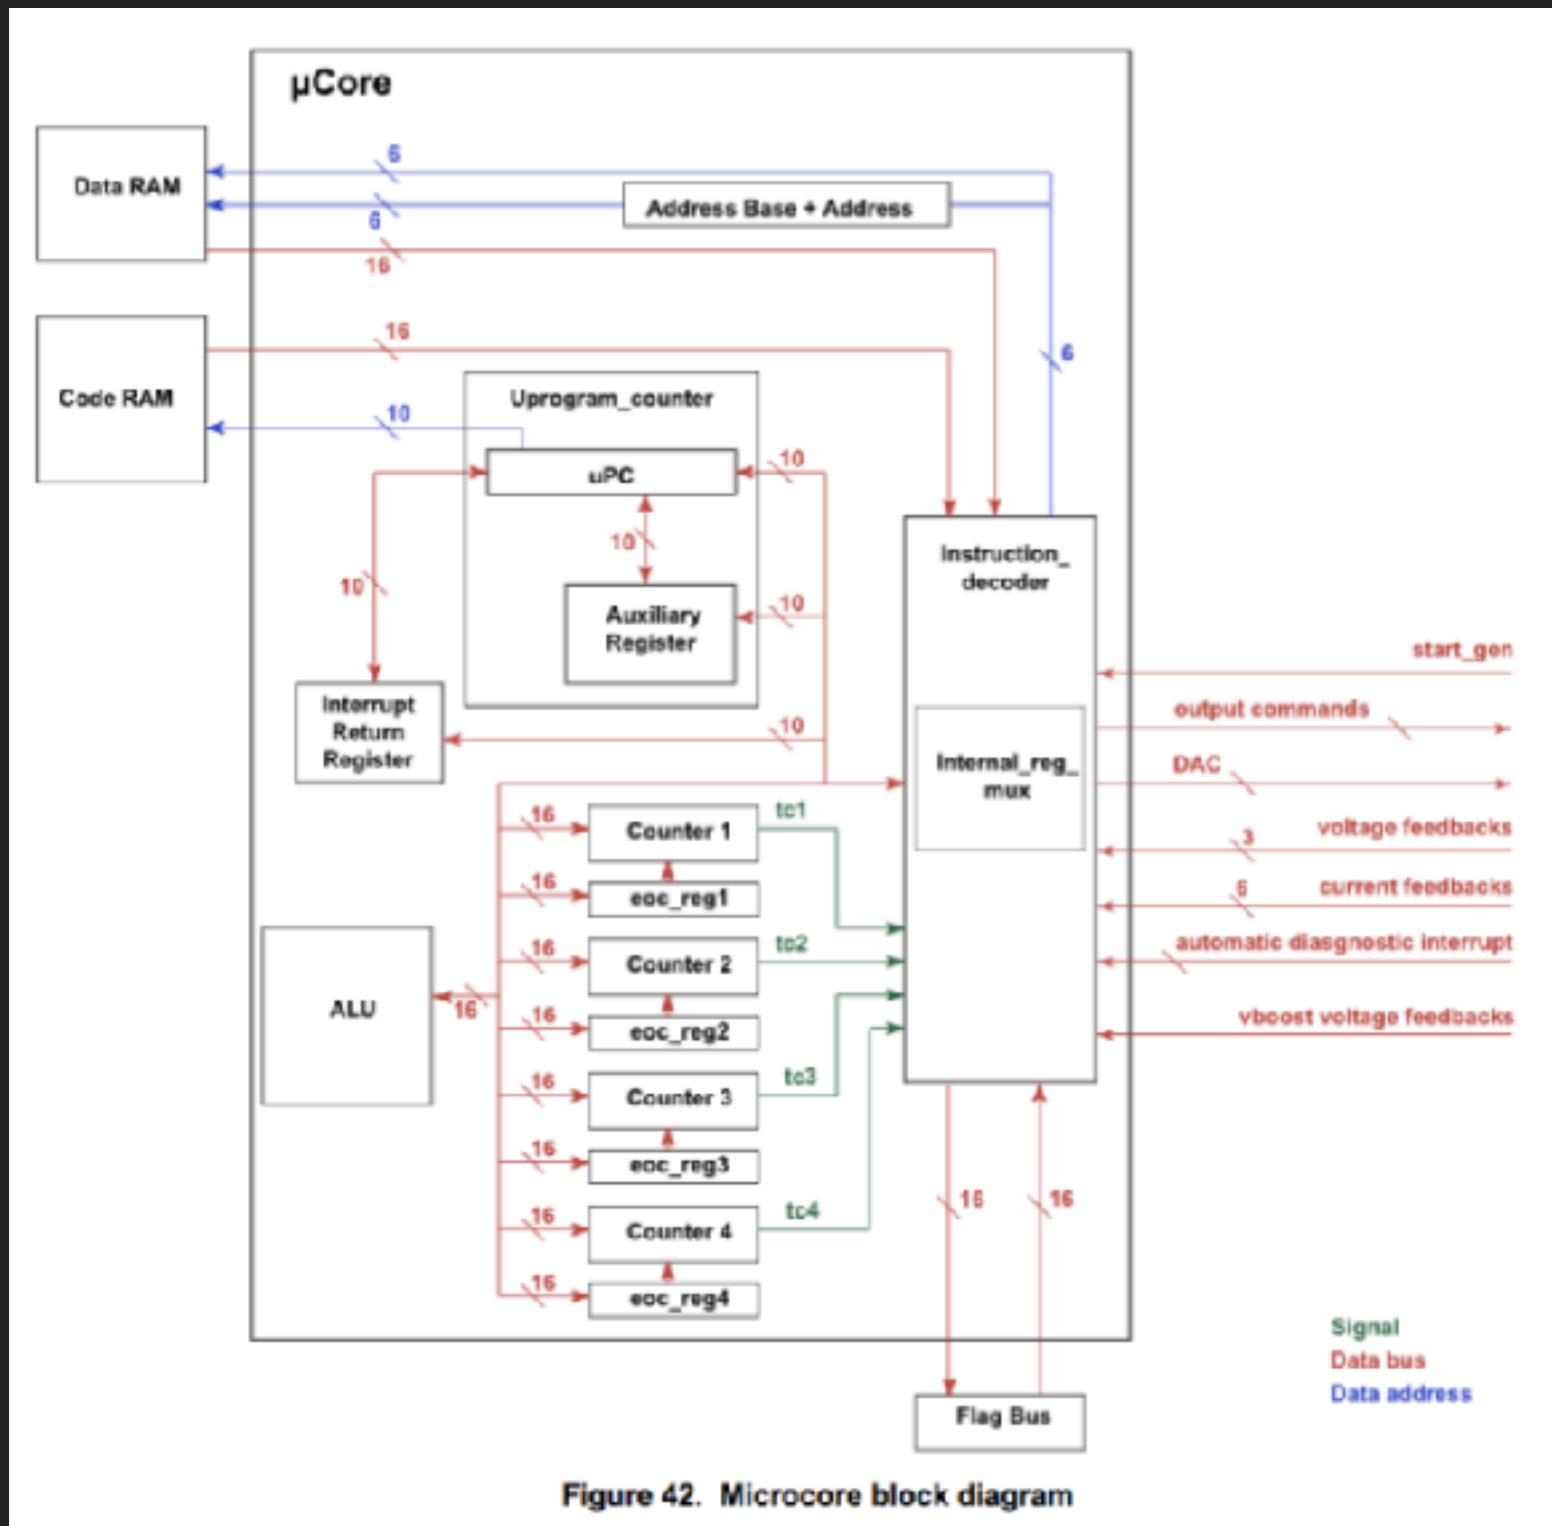 µCore
6
Data RAM
Address Base + Address
6
16
16
6
Code RAM
Uprogram_counter
10
uPC
10
10
Instruction_
decoder
10
Auxiliary
Register
10
start_gen
Interrupt
Return
Register
10
output commands
Internal_reg_
mux
DAC
16
Counter 1
tc1
voltage feedbacks
3
16
eoc_reg1
current feedbacks
6
16
Counter 2
tc2
automatic diasgnostic interrupt
ALU
16
16
eoc_reg2
vboost voltage feedbacks
16
Counter 3
tc3
16
eoc_reg3
16
Counter 4
tc4
16
16
16
eoc_reg4
Signal
Data bus
Data address
Flag Bus
Figure 42. Microcore block diagram